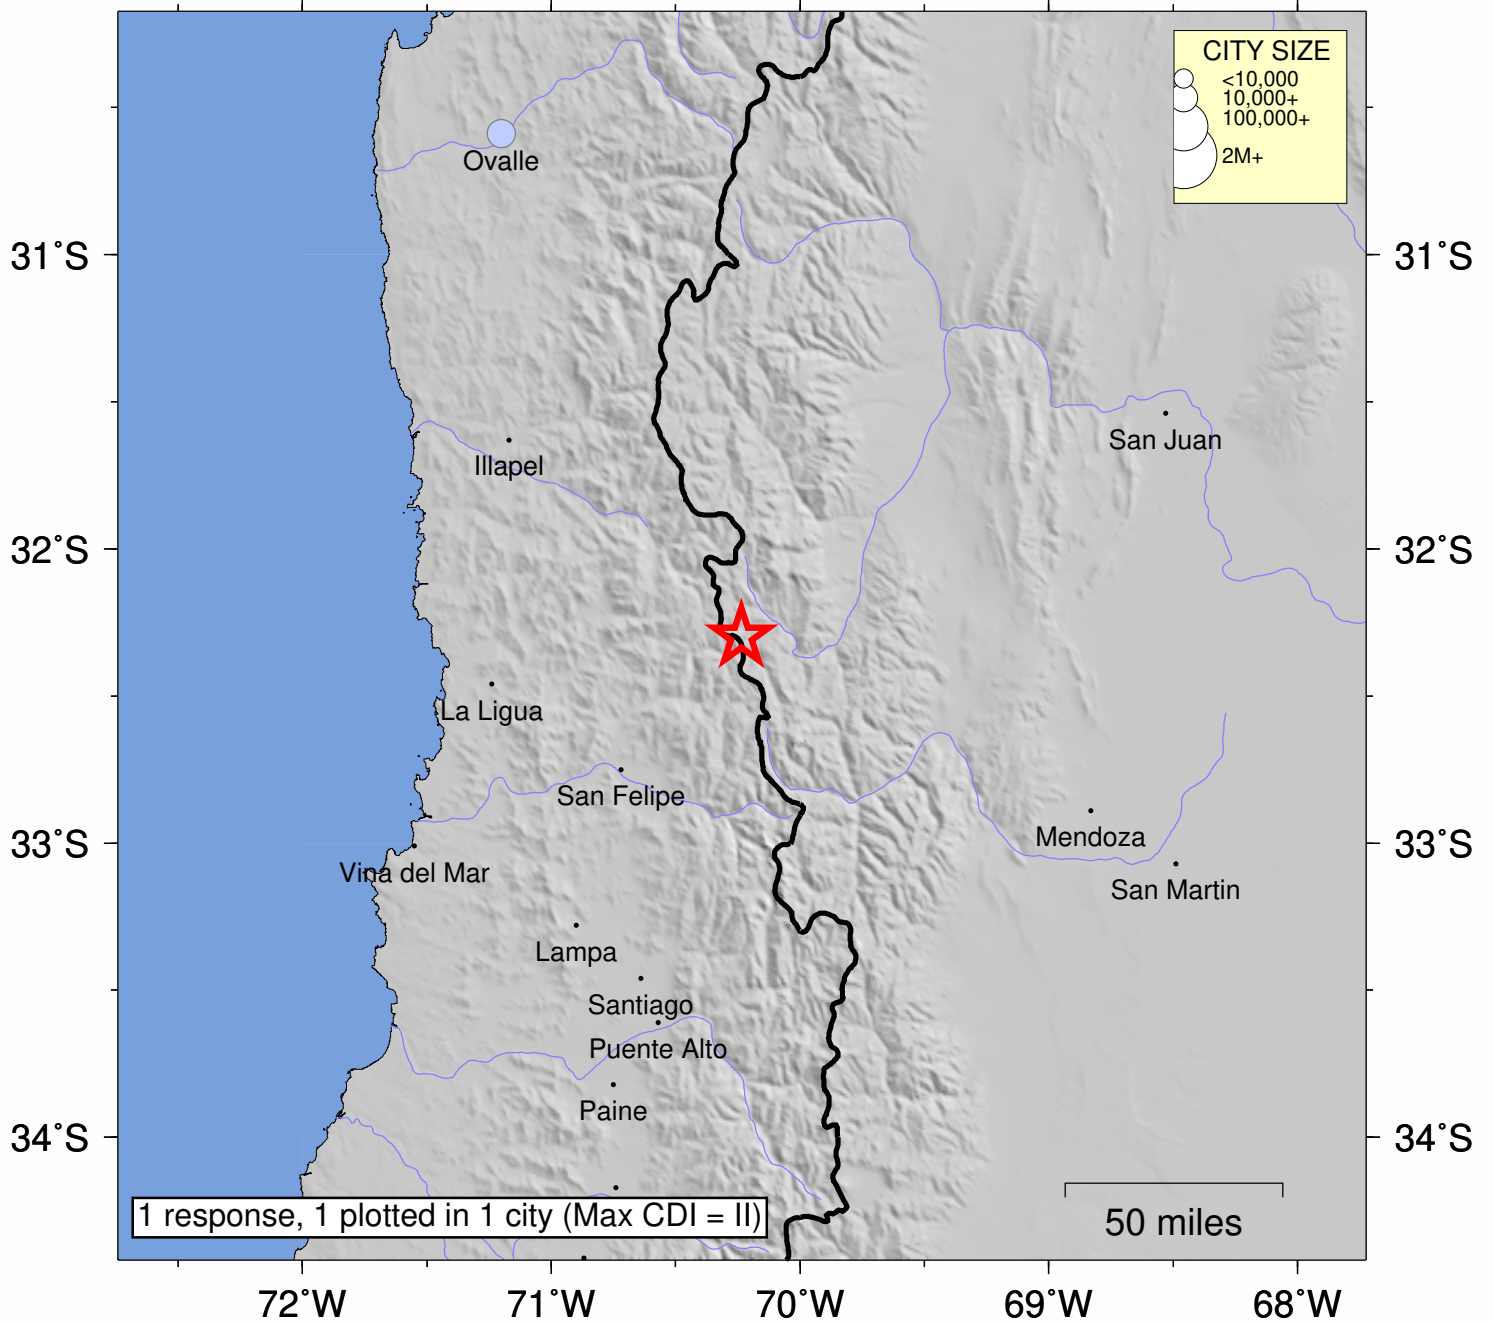 CITY SIZE
<10,000
10,000+
100,000+
2M+
Ovalle
31°S
31°S
San Juan
Illapel
32°S
32°S
La Ligua
San Felipe
Mendoza
33°S
33°S
Vina del Mar
San Martin
Lampa
Santiago
Puente Alto
Paine
34°S
34°S
1 response, 1 plotted in 1 city (Max CDI = II)
50 miles
72°W
71°W
70°W
69°W
68°W